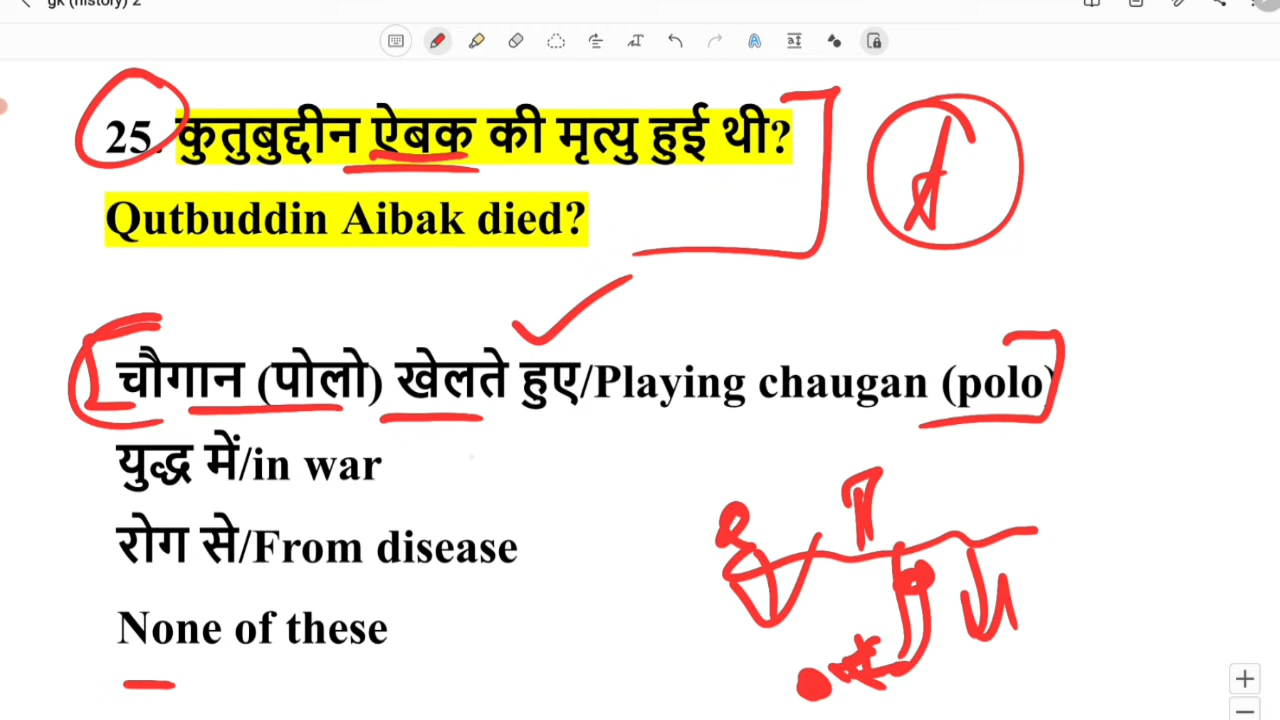 gk (history) 2
25. कुतुबुद्दीन ऐबक की मृत्यु हुई थी?
Qutbuddin Aibak died?
चौगान (पोलो) खेलते हुए/Playing chaugan (polo)
युद्ध में/in war
रोग से/From disease
None of these